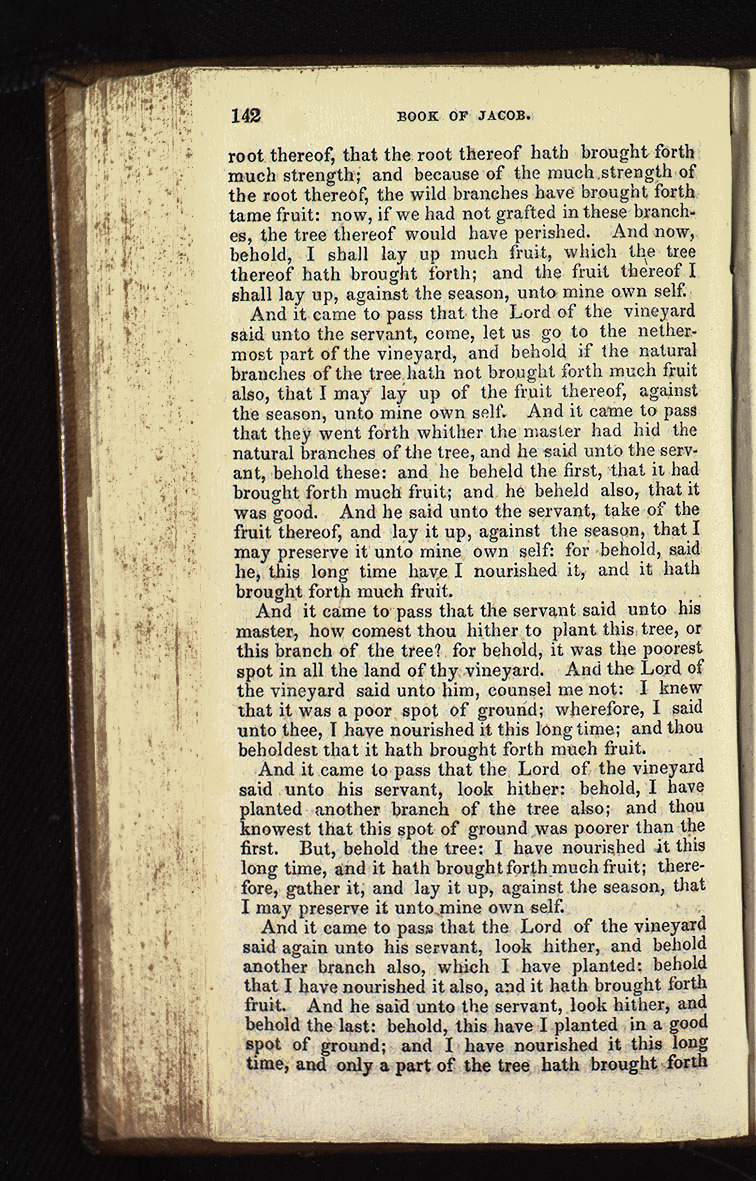 142 BOOK OF JACOB.
root thereof, that the root thereof hath brought forth
much strength; and because of the much strength of
the root thereof, the wild branches have brought forth
tame fruit: now, if we had not grafted in these branch-
es, the tree thereof would have perished. And now,
behold, I shall lay up much fruit, which the tree
thereof hath brought forth; and the fruit thereof I
shall lay up, against the season, unto mine own self.
And it came to pass that the Lord of the vineyard
said unto the servant, come, let us go to the nether-
most part of the vineyard, and behold if the natural
branches of the tree hath not brought forth much fruit
also, that I may lay up of the fruit thereof, against
the season, unto mine own self. And it came to pass
that they went forth whither the master had hid the
natural branches of the tree, and he said unto the serv-
ant, behold these: and he beheld the first, that it had
brought forth much fruit; and he beheld also, that it
was good. And he said unto the servant, take of the
fruit thereof, and lay it up, against the season, that I
may preserve it unto mine own self: for behold, said
he, this long time have I nourished it, and it hath
brought forth much fruit.
And it came to pass that the servant said unto his
master, how comest thou hither to plant this tree, or
this branch of the tree? for behold, it was the poorest
spot in all the land of thy vineyard. And the Lord of
the vineyard said unto him, counsel me not: I knew
that it was a poor spot of ground; wherefore, I said
unto thee, I have nourished it this long time; and thou
beholdest that it hath brought forth much fruit.
And it came to pass that the Lord of the vineyard
said unto his servant, look hither: behold, I have
planted another branch of the tree also; and thou
knowest that this spot of ground was poorer than the
first. But, behold the tree: I have nourished it this
long time, and it hath brought forth much fruit; there-
fore, gather it, and lay it up, against the season, that
I may preserve it unto mine own self.
And it came to pass that the Lord of the vineyard
said again unto his servant, look hither, and behold
another branch also, which I have planted: behold
that I have nourished it also, and it hath brought forth
fruit. And he said unto the servant, look hither, and
behold the last: behold, this have I planted in a good
spot of ground; and I have nourished it this long
time, and only a part of the tree hath brought forth